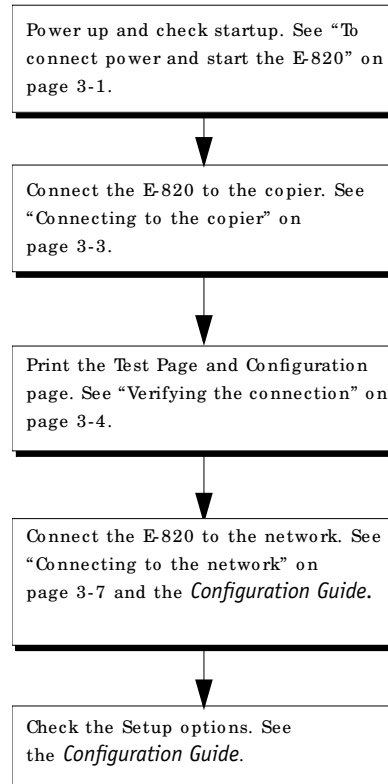 Power up and check startup. See “To
connect power and start the E-820” on
page 3-1.
Connect the E-820 to the copier. See
“Connecting to the copier” on
page 3-3.
Print the Test Page and Configuration
page. See “Verifying the connection” on
page 3-4.
Connect the E-820 to the network. See
“Connecting to the network” on
page 3-7 and the Configuration Guide.
Check the Setup options. See
the Configuration Guide.